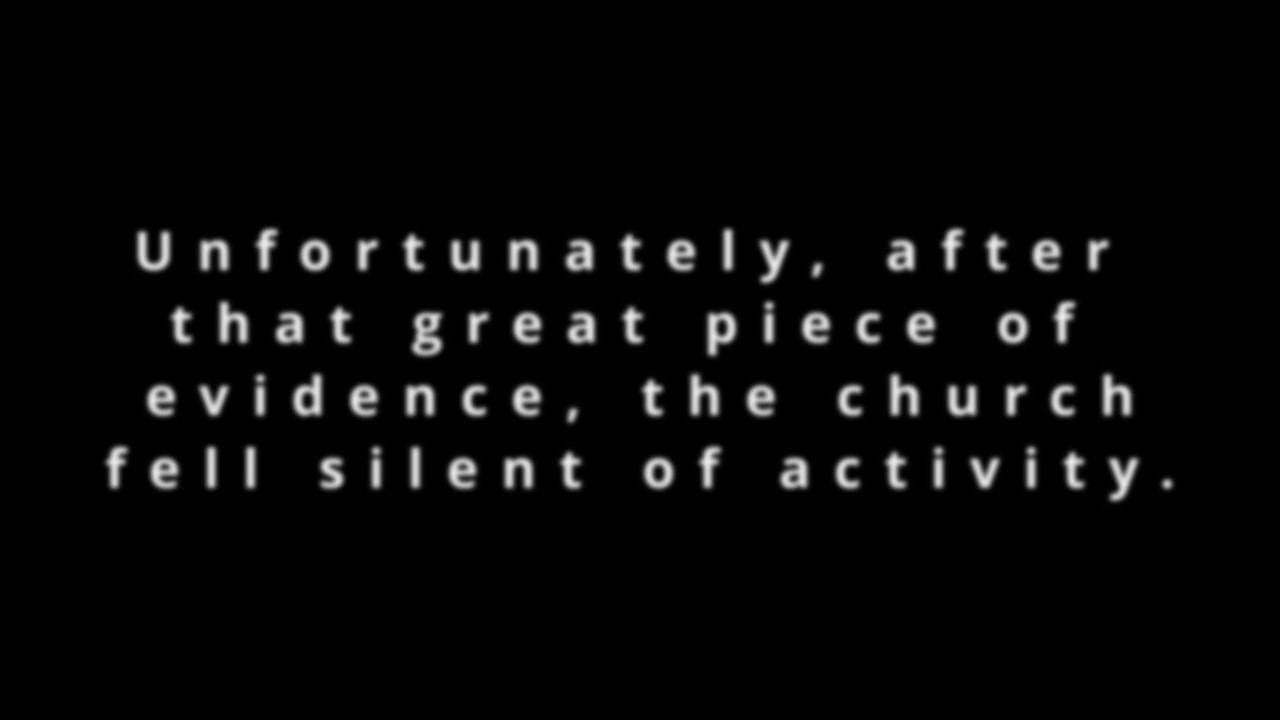 Unfortunately, after
that great piece of
evidence, the church
fell silent of activity.